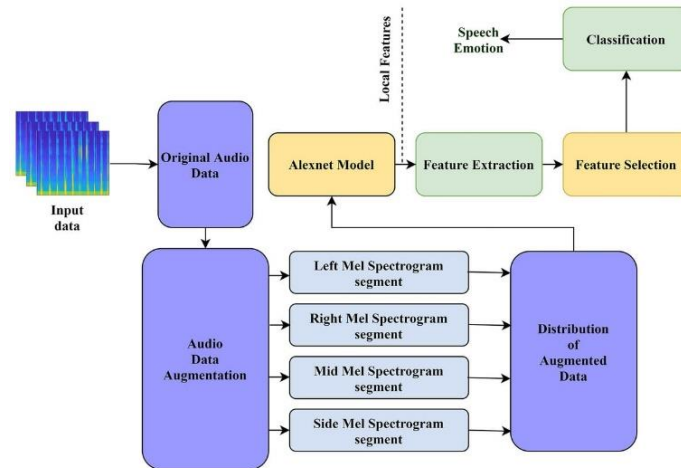 Speech
Emotion
Classification
Local Features
Input
data
Original Audio
Data
Alexnet Model
Feature Extraction
Feature Selection
Audio
Data
Augmentation
Left Mel Spectrogram
segment
Right Mel Spectrogram
segment
Mid Mel Spectrogram
segment
Side Mel Spectrogram
segment
Distribution
of
Augmented
Data